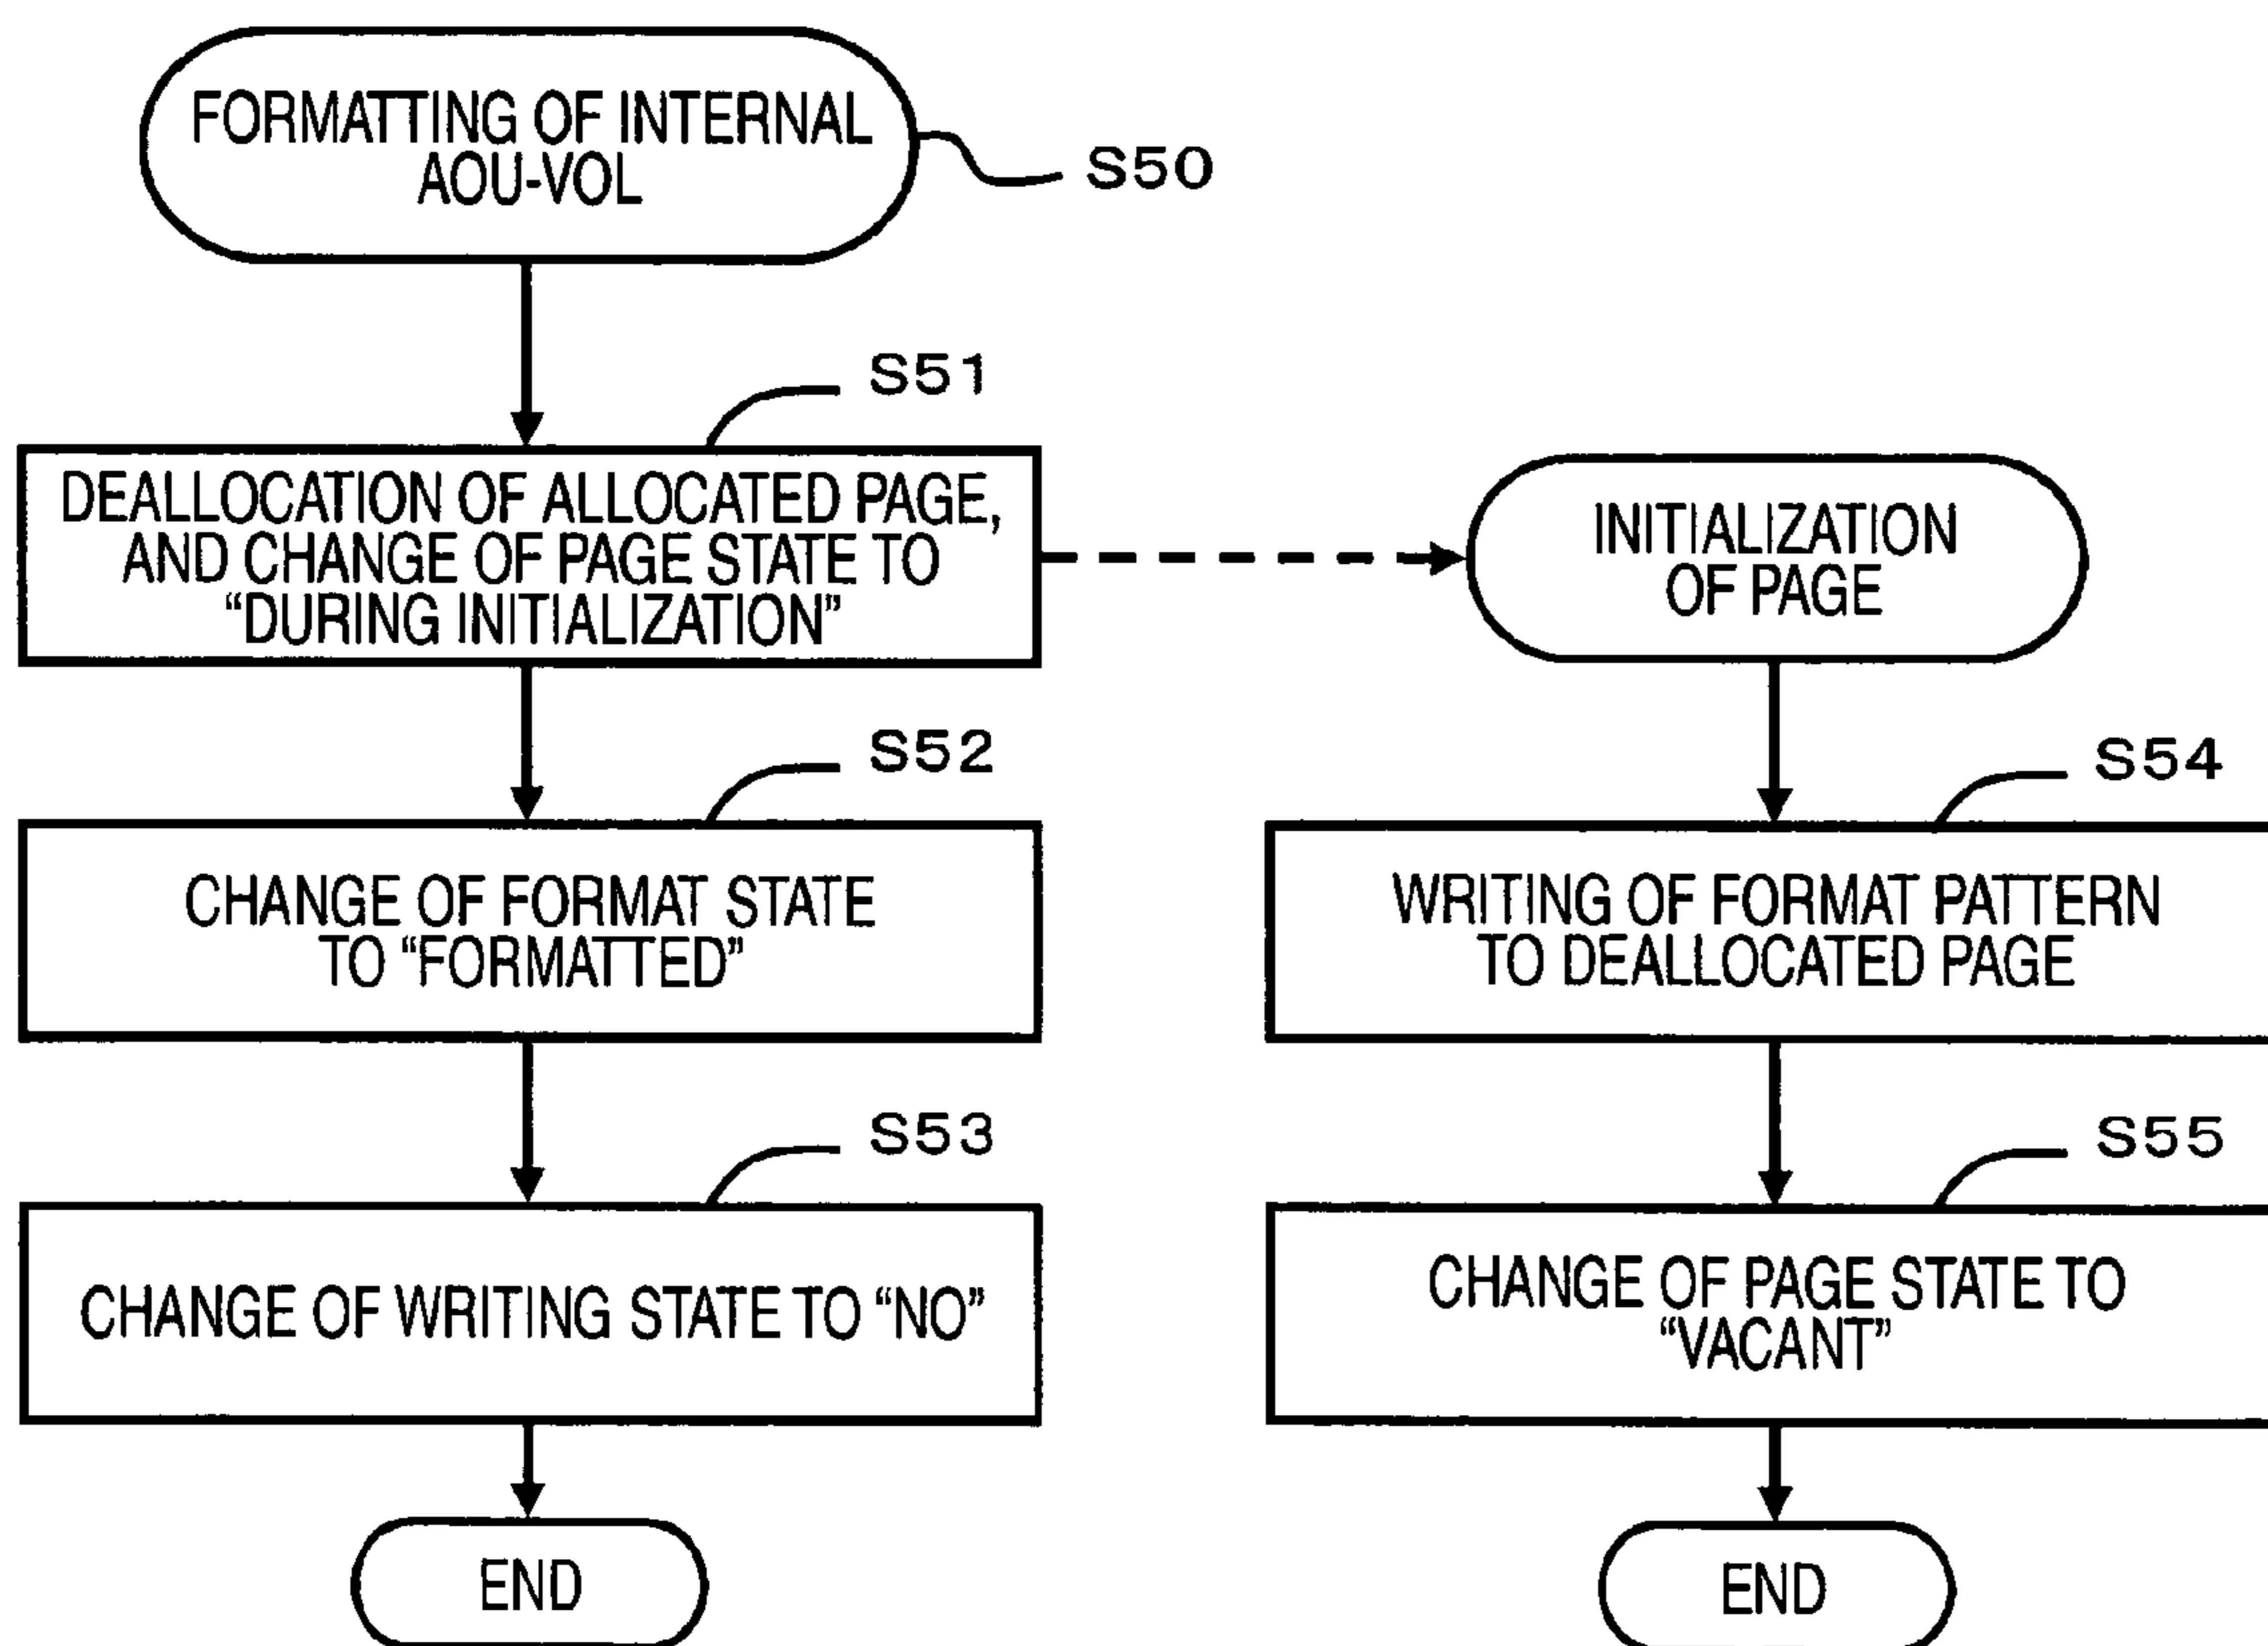 FORMATTING OF INTERNAL
AOU-VOL
S50
S51
DEALLOCATION OF ALLOCATED PAGE,
AND CHANGE OF PAGE STATE TO
“DURING INITIALIZATION”
S52
CHANGE OF FORMAT STATE
TO “FORMATTED”
S53
CHANGE OF WRITING STATE TO “NO”
END
INITIALIZATION
OF PAGE
S54
WRITING OF FORMAT PATTERN
TO DEALLOCATED PAGE
S55
CHANGE OF PAGE STATE TO
“VACANT”
END